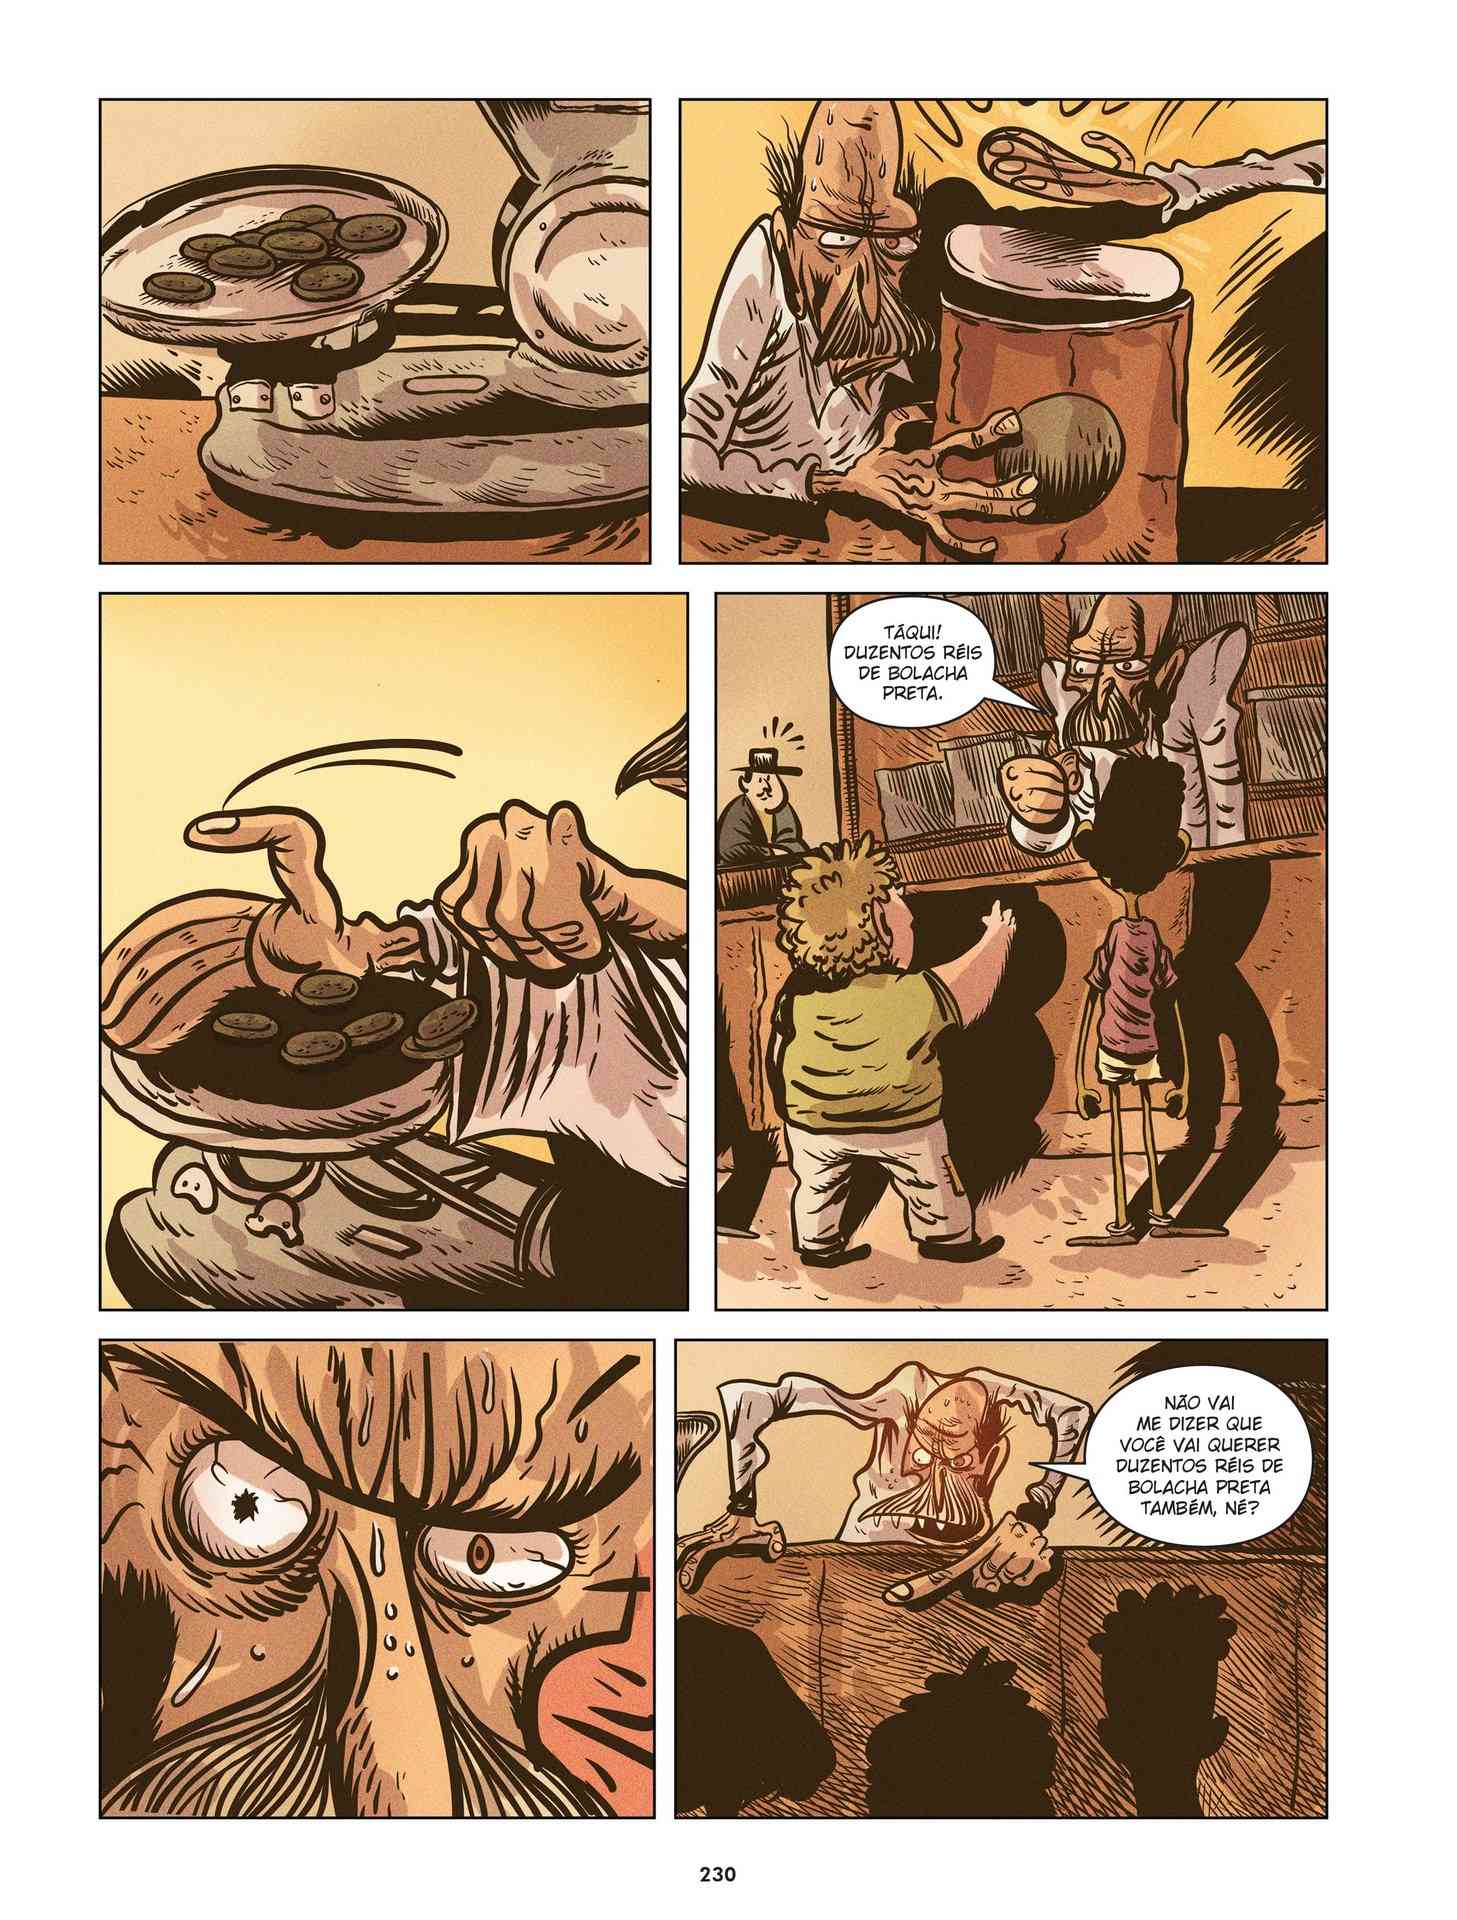 TÁQUI!
DUZENTOS RÉIS
DE BOLACHA
PRETA.
NÃO VAI
ME DIZER QUE
VOCÊ VAI QUERER
DUZENTOS RÉIS DE
BOLACHA PRETA
TAMBÉM, NÉ?
230